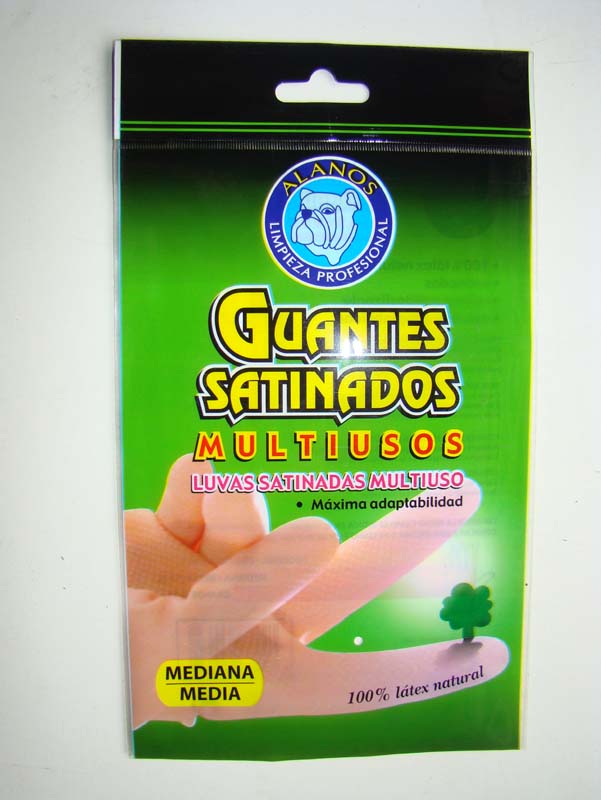 ALANOS
LIMPIEZA PROFESIONAL
GUANTES
SATINADOS
MULTIUSOS
LUVAS SATINADAS MULTIUSO
• Máxima adaptabilidad
MEDIANA
MEDIA
100% látex natural